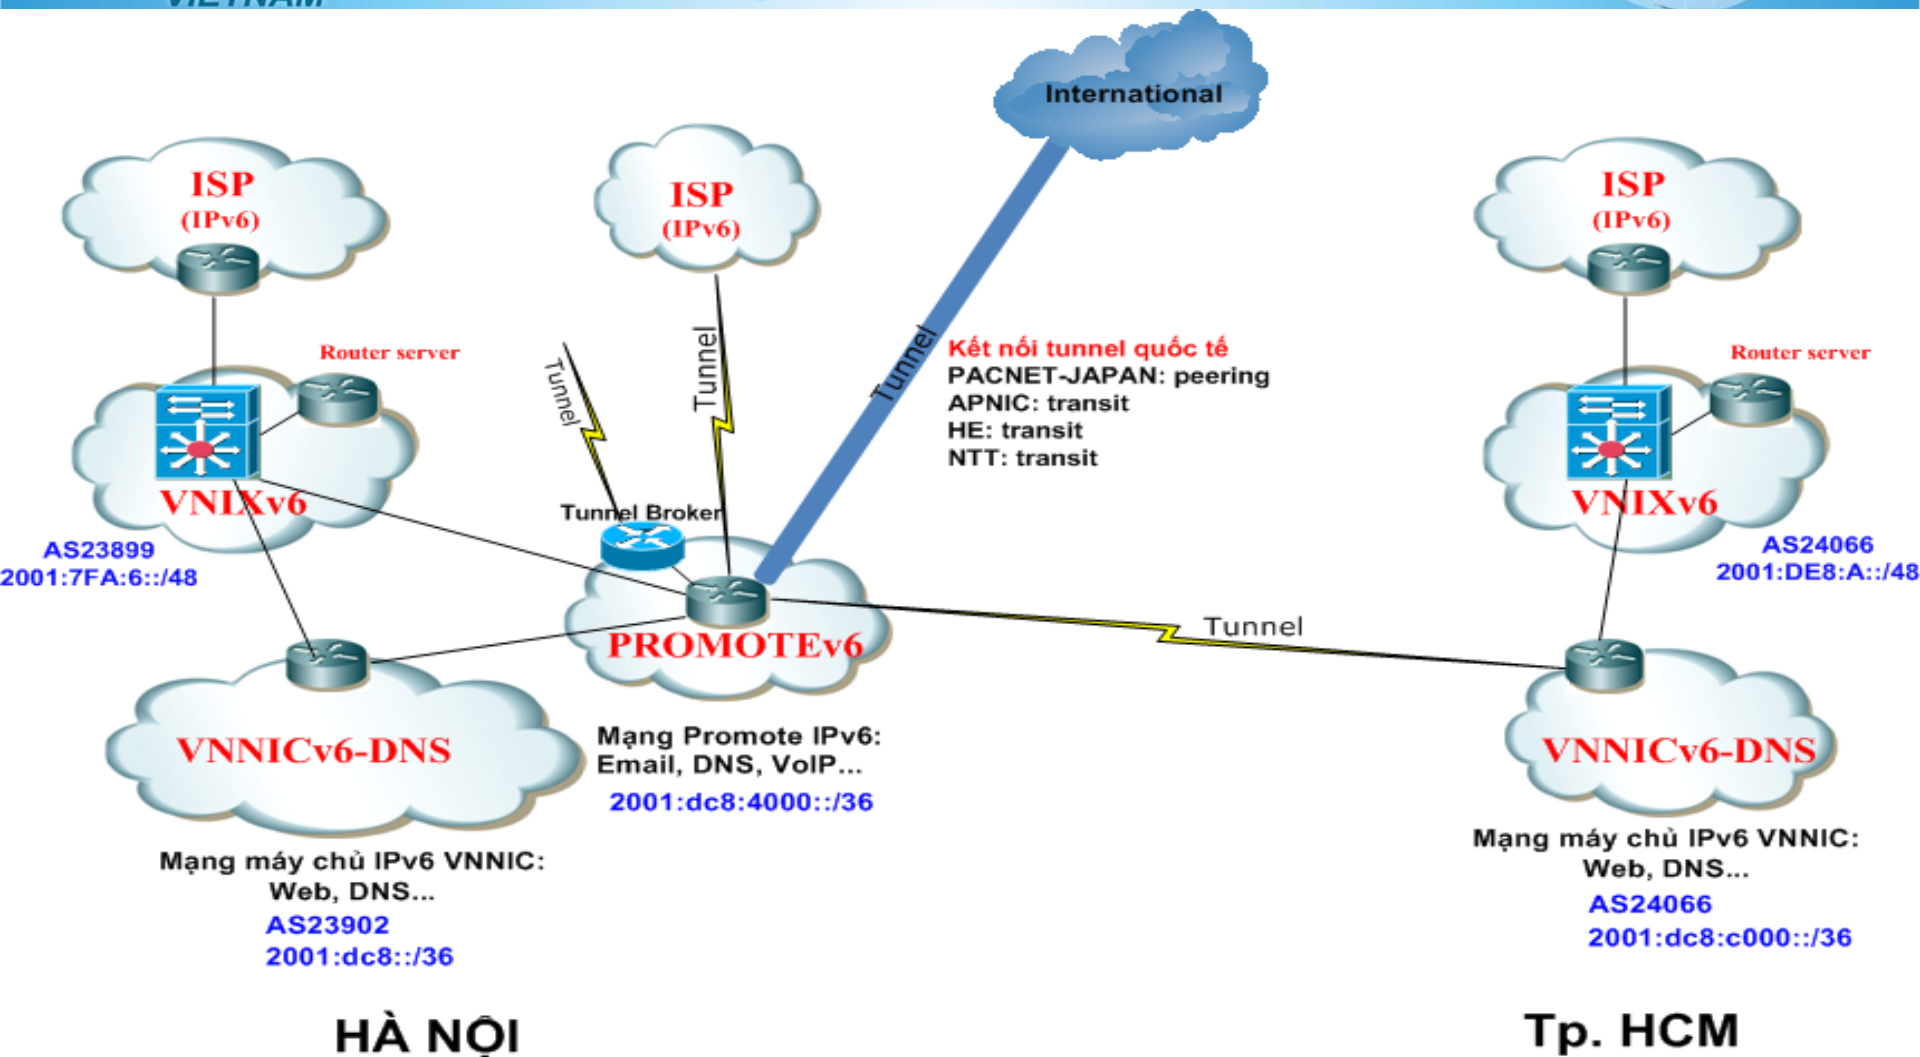 VIETNAM
International
ISP
(IPv6)
ISP
(IPv6)
ISP
(IPv6)
Router server
Tunnel
Tunnel
Tunnel
Kết nối tunnel quốc tế
PACNET-JAPAN: peering
APNIC: transit
HE: transit
NTT: transit
Router server
VNIXv6
AS23899
2001:7FA:6::/48
Tunnel Broker
VNIXv6
AS24066
2001:DE8:A::/48
PROMOTEv6
Tunnel
VNNICv6-DNS
Mạng Promote IPv6:
Email, DNS, VoIP...
2001:dc8:4000::/36
VNNICv6-DNS
Mạng máy chủ IPv6 VNNIC:
Web, DNS...
AS23902
2001:dc8::/36
Mạng máy chủ IPv6 VNNIC:
Web, DNS...
AS24066
2001:dc8:c000::/36
HÀ NỘI
Tp. HCM